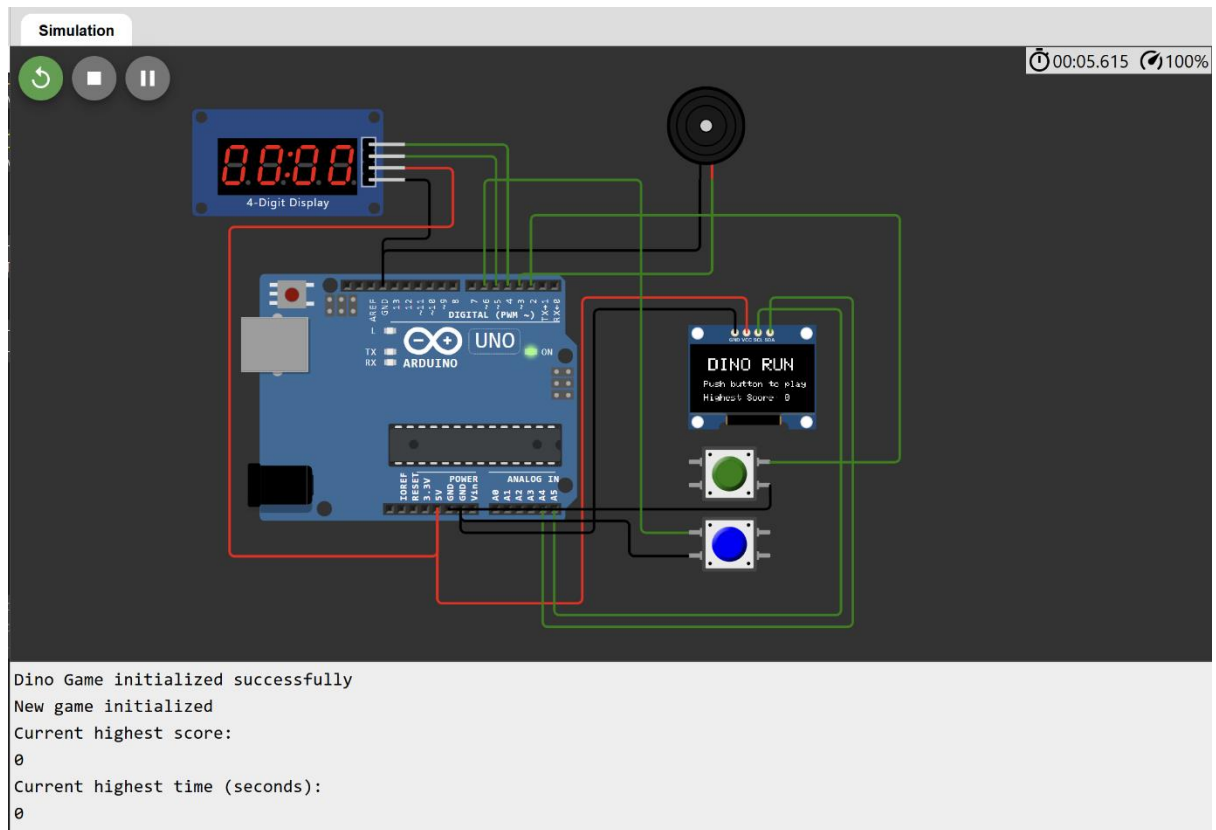 Simulation
00:05.615 100%
00:00
4-Digit Display
AREF
GND
13
12
~11
~10
~9
8
7
~6
~5
4
~3
2
TX→1
RX←0
DIGITAL (PWM ~)
L
TX
RX
ARDUINO
UNO
ON
GND VCC SCL SDA
DINO RUN
Push button to play
Highest Score 0
IOREF
RESET
3.3V
5V
GND
GND
Vin
POWER
ANALOG IN
A0
A1
A2
A3
A4
A5
Dino Game initialized successfully
New game initialized
Current highest score:
0
Current highest time (seconds):
0